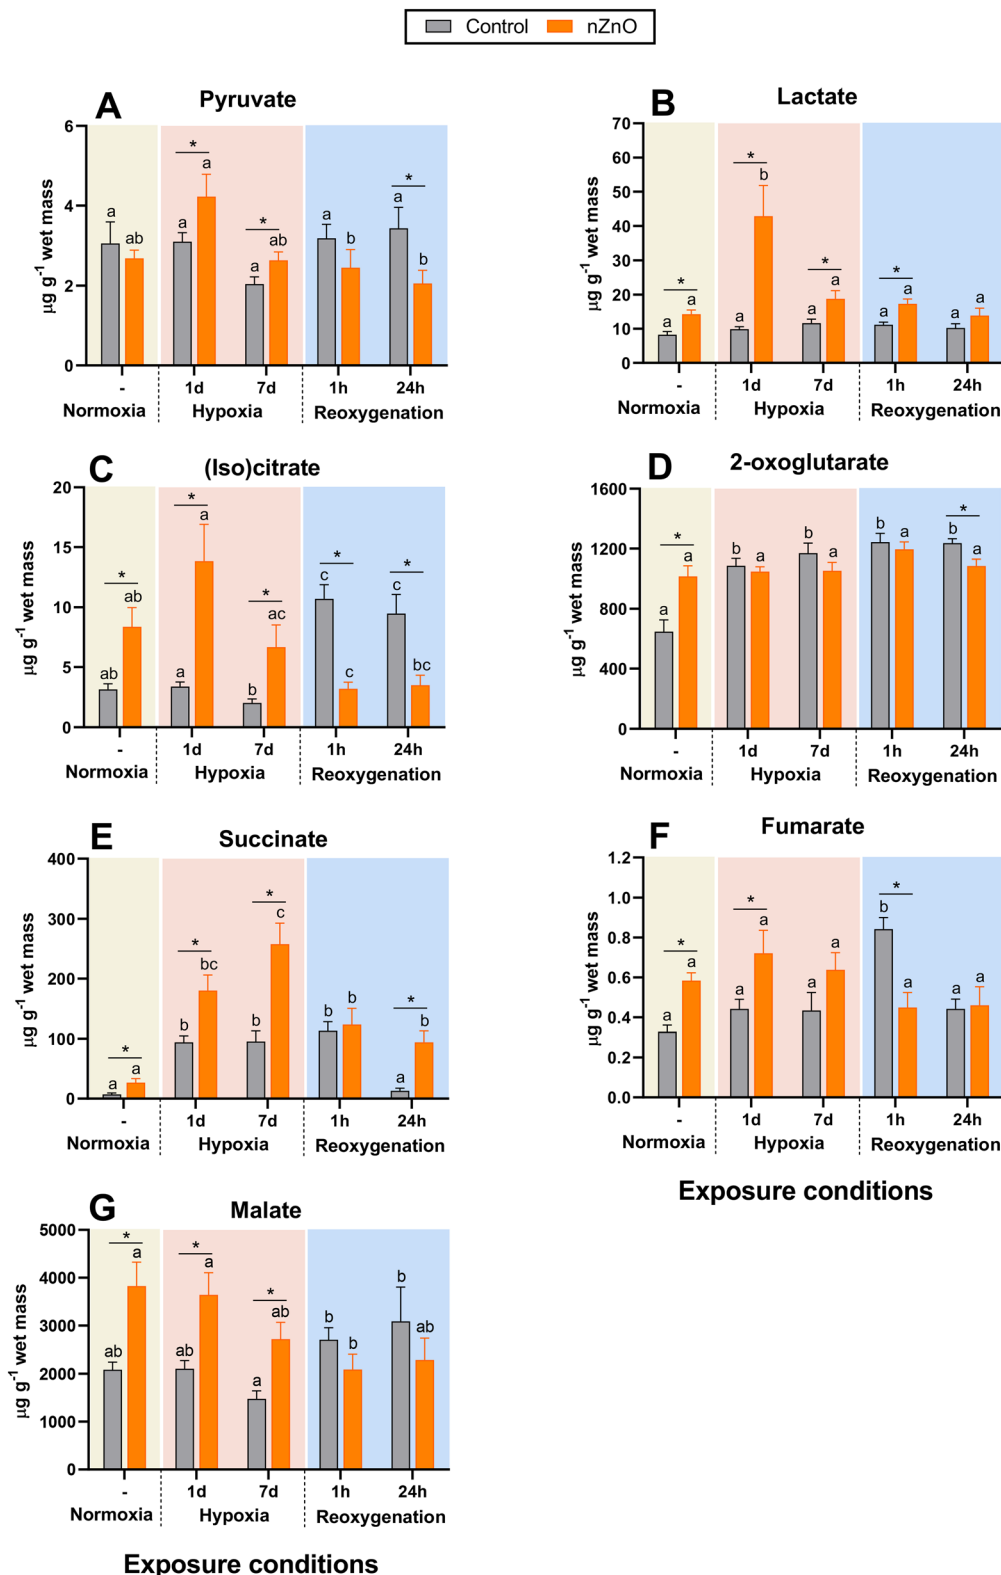 Control nZnO
A Pyruvate
μg g-1 wet mass
6
4
2
0
a ab * a a * a ab a b * a b
- 1d 7d 1h 24h
Normoxia Hypoxia Reoxygenation
B Lactate
μg g-1 wet mass
70
60
50
40
30
20
10
0
* a a * a b * a a * a a a a
- 1d 7d 1h 24h
Normoxia Hypoxia Reoxygenation
C (Iso)citrate
μg g-1 wet mass
20
15
10
5
0
* ab ab * a a * b ac * c c * c bc
- 1d 7d 1h 24h
Normoxia Hypoxia Reoxygenation
D 2-oxoglutarate
μg g-1 wet mass
1600
1200
800
400
0
* a a b a b a b a * b a
- 1d 7d 1h 24h
Normoxia Hypoxia Reoxygenation
E Succinate
μg g-1 wet mass
400
300
200
100
0
* a a * b bc * b c b b * a b
- 1d 7d 1h 24h
Normoxia Hypoxia Reoxygenation
F Fumarate
μg g-1 wet mass
1.2
1.0
0.8
0.6
0.4
0.2
0.0
* a a * a a a a * b a a a
- 1d 7d 1h 24h
Normoxia Hypoxia Reoxygenation
Exposure conditions
G Malate
μg g-1 wet mass
5000
4000
3000
2000
1000
0
* ab a * ab a * a ab b b b ab
- 1d 7d 1h 24h
Normoxia Hypoxia Reoxygenation
Exposure conditions